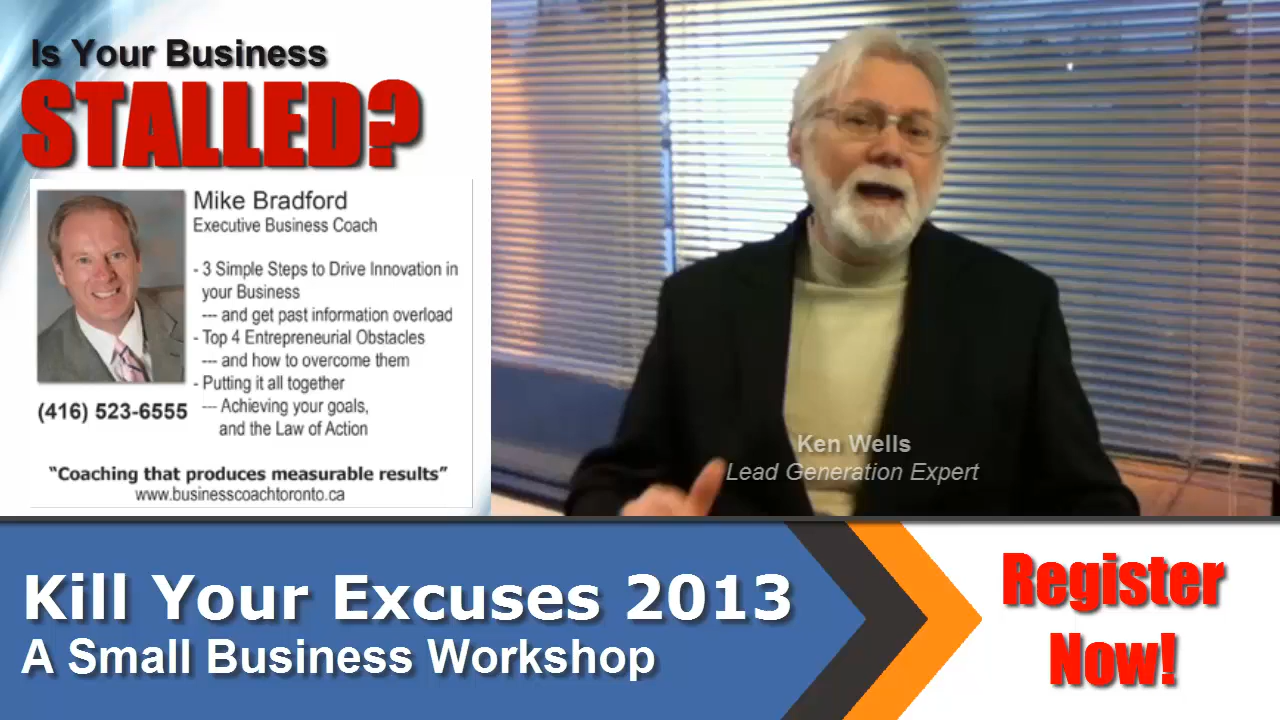 Is Your Business
STALLED?
Mike Bradford
Executive Business Coach
- 3 Simple Steps to Drive Innovation in
your Business
--- and get past information overload
- Top 4 Entrepreneurial Obstacles
--- and how to overcome them
- Putting it all together
--- Achieving your goals,
and the Law of Action
(416) 523-6555
“Coaching that produces measurable results”
www.businesscoachtoronto.ca
Ken Wells
Lead Generation Expert
Kill Your Excuses 2013
A Small Business Workshop
Register
Now!